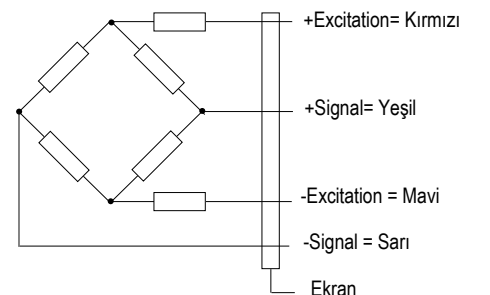 +Excitation= Kırmızı
+Signal= Yeşil
-Excitation = Mavi
-Signal = Sarı
Ekran